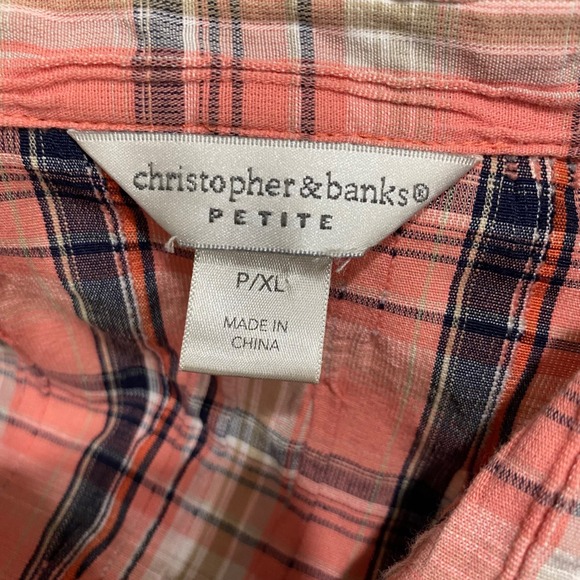 christopher & banks®
PETITE
P/XL
MADE IN
CHINA